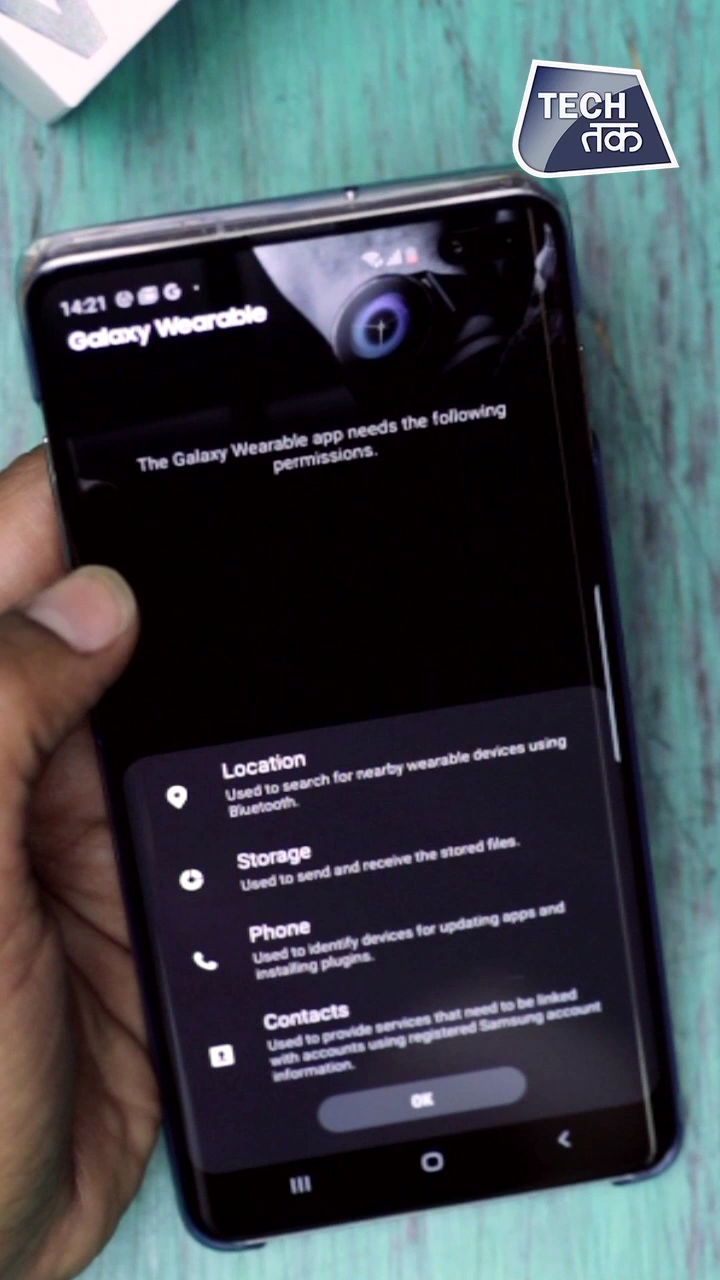 TECH
तक
14:21
Galaxy Wearable
The Galaxy Wearable app needs the following
permissions.
Location
Used to search for nearby wearable devices using
Bluetooth.
Storage
Used to send and receive the stored files.
Phone
Used to identify devices for updating apps and
installing plugins.
Contacts
Used to provide services that need to be linked
with accounts using registered Samsung account
information.
OK